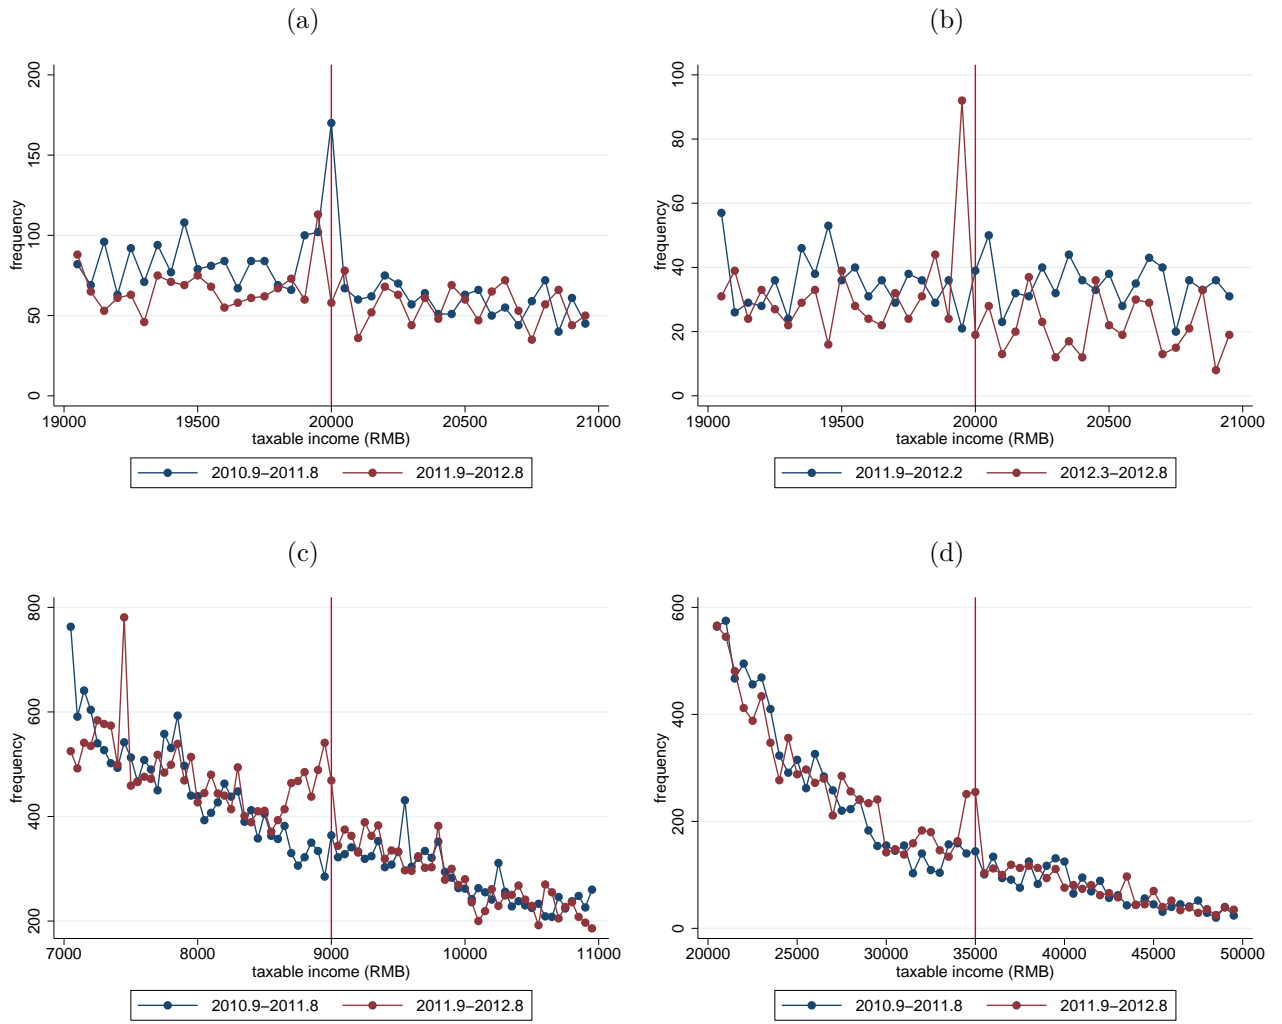 (a)
200
150
100
50
0
frequency
19000 19500 20000 20500 21000
taxable income (RMB)
2010.9–2011.8 2011.9–2012.8
(b)
100
80
60
40
20
0
frequency
19000 19500 20000 20500 21000
taxable income (RMB)
2011.9–2012.2 2012.3–2012.8
(c)
800
600
400
200
frequency
7000 8000 9000 10000 11000
taxable income (RMB)
2010.9–2011.8 2011.9–2012.8
(d)
600
400
200
0
frequency
20000 25000 30000 35000 40000 45000 50000
taxable income (RMB)
2010.9–2011.8 2011.9–2012.8